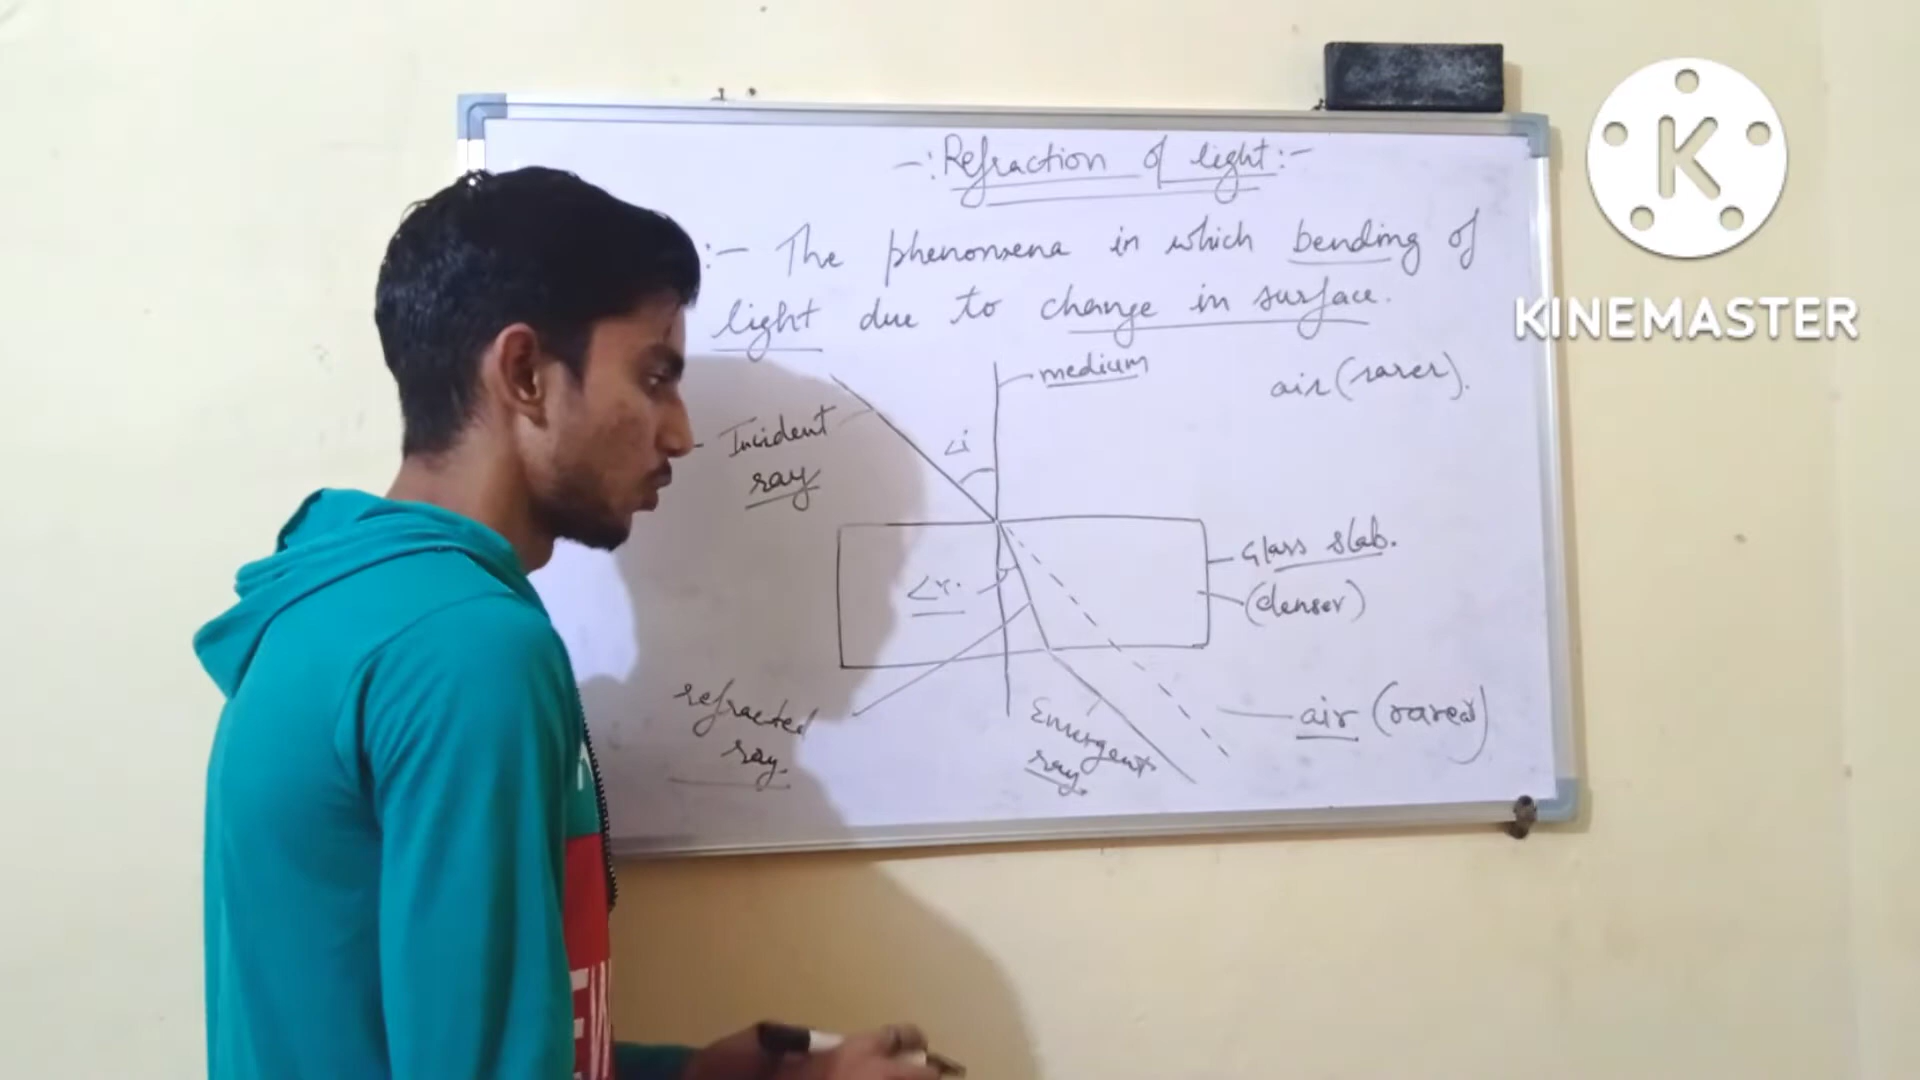 -: Refraction of light :-
:- The phenomena in which bending of
light due to change in surface.
medium
air (rarer).
Incident
ray
∠i
Glass slab.
(denser)
∠r.
refracted
ray.
Emergent
ray.
air (rarer)
K
KINEMASTER